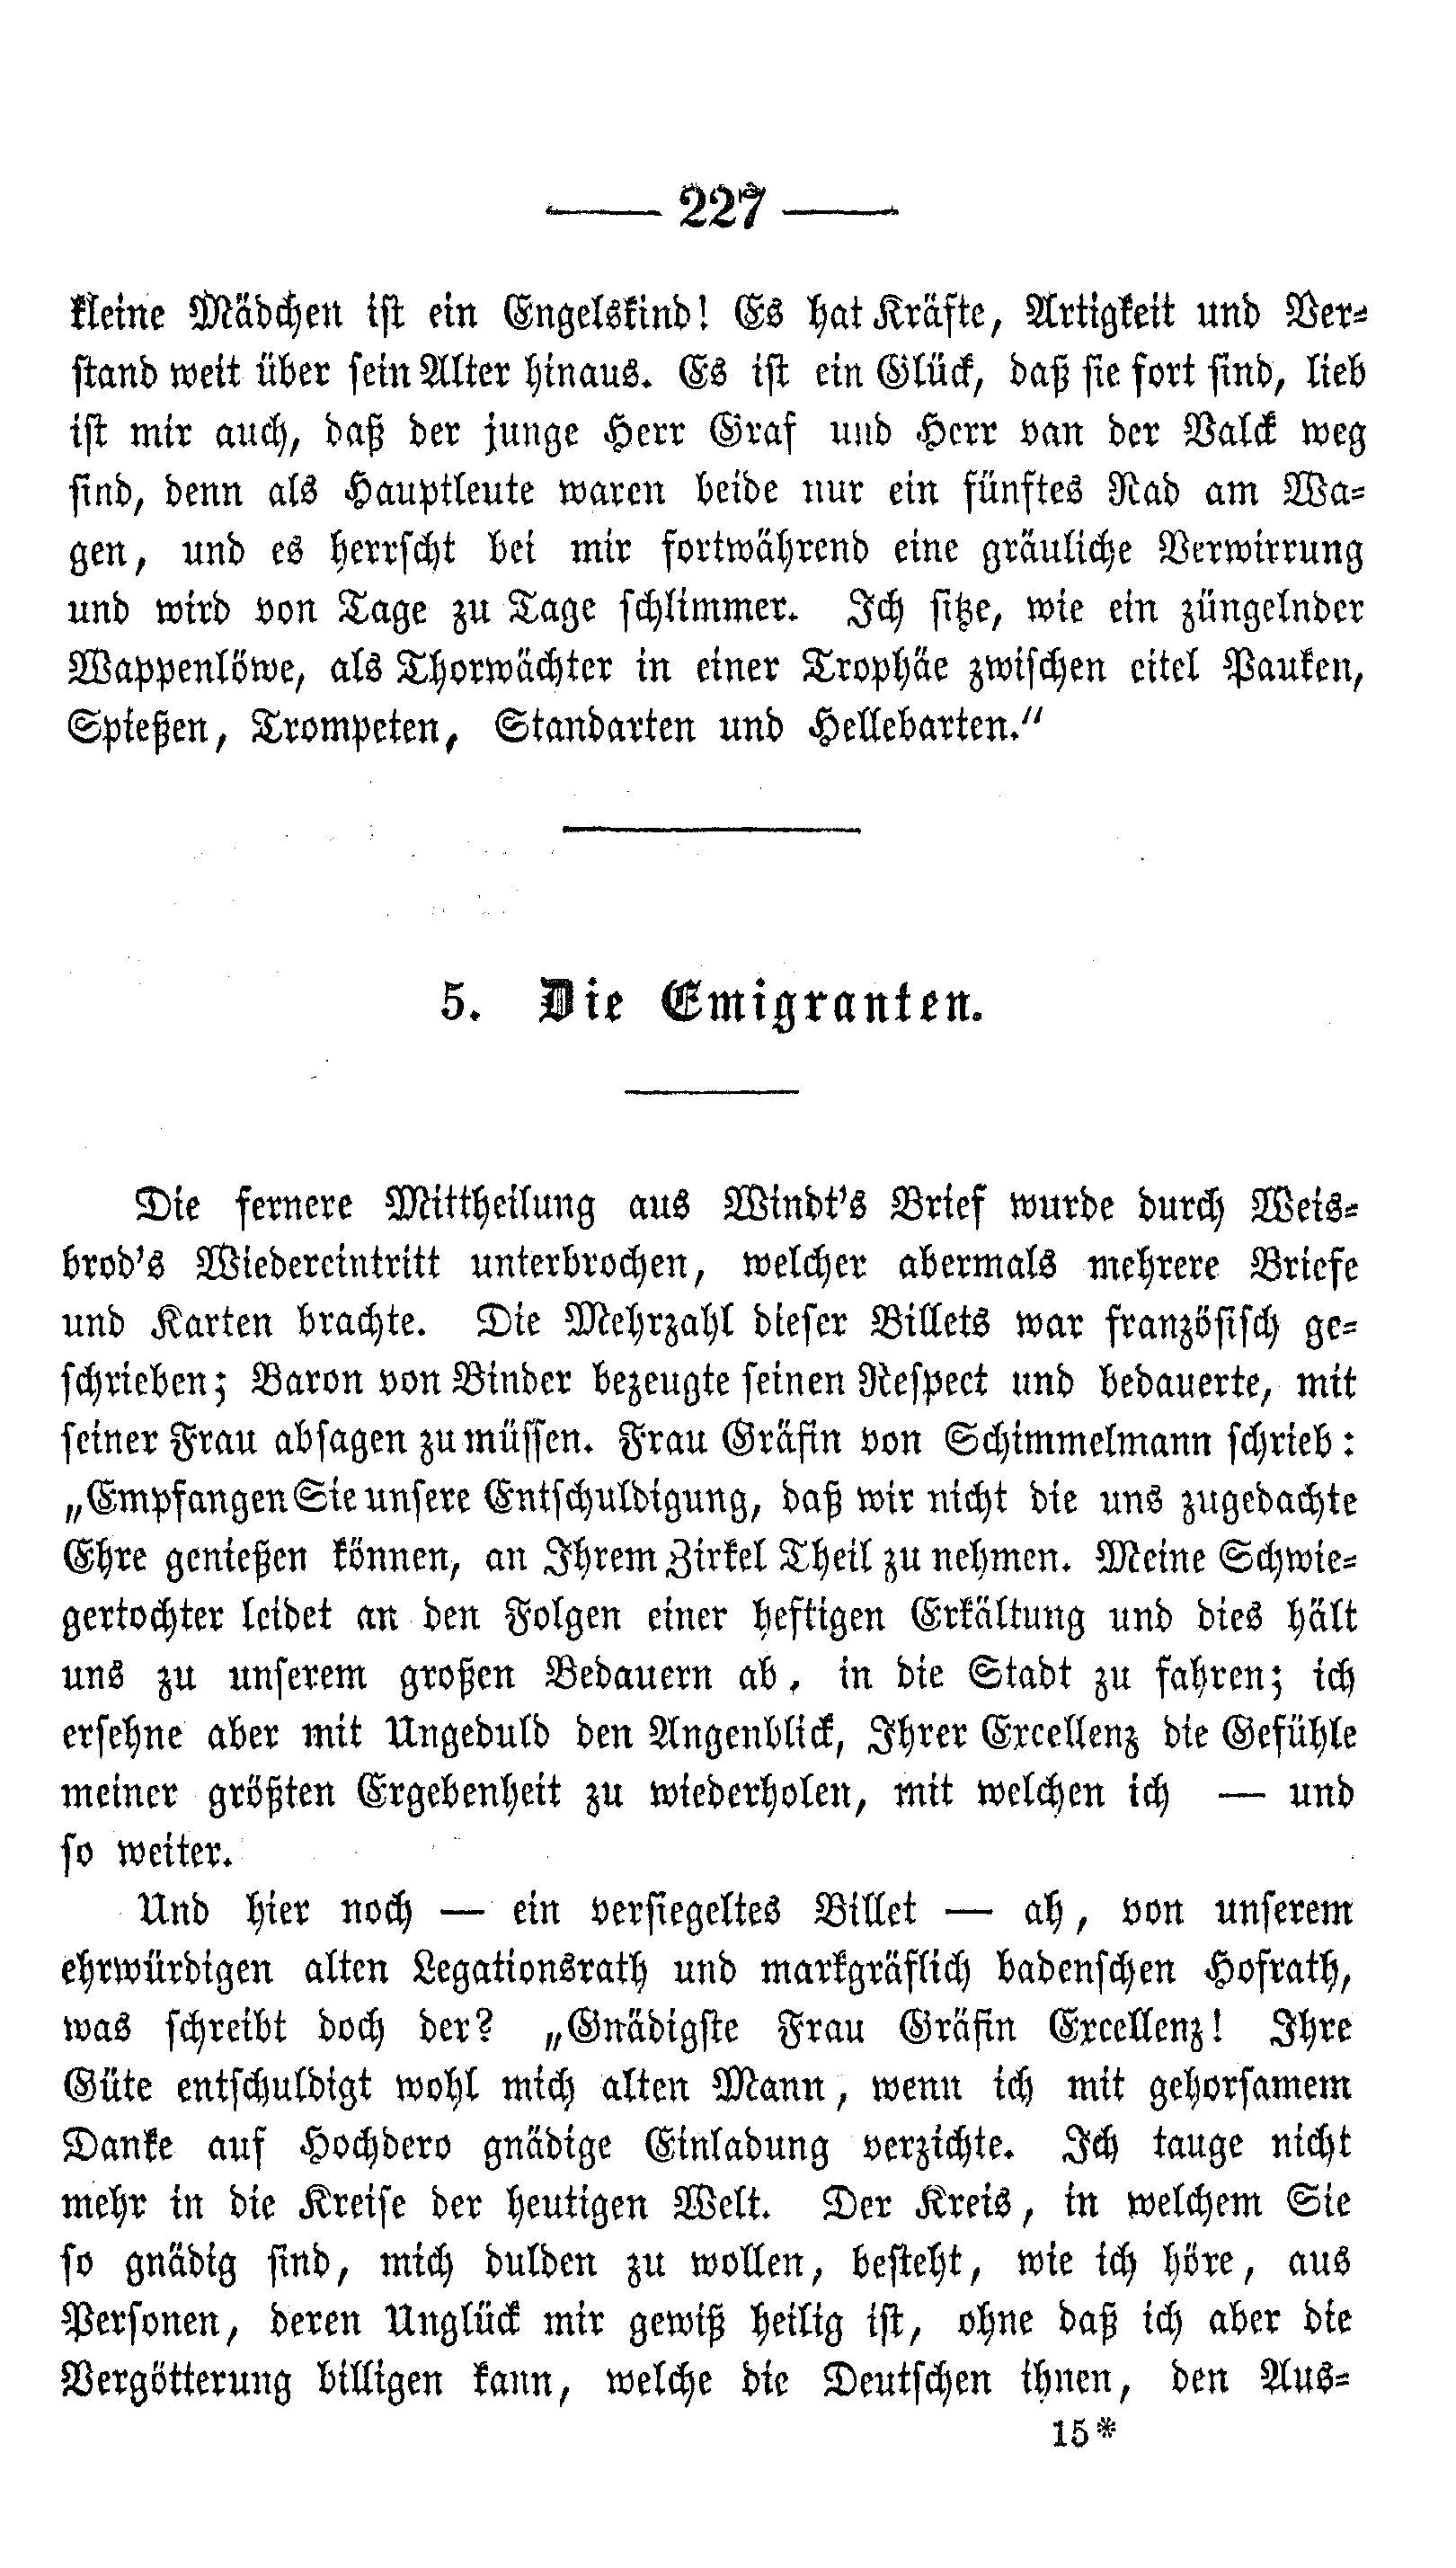 — 227 —
kleine Mädchen ist ein Engelskind! Es hat Kräfte, Artigkeit und Ver-
stand weit über sein Alter hinaus. Es ist ein Glück, daß sie fort sind, lieb
ist mir auch, daß der junge Herr Graf und Herr van der Valck weg
sind, denn als Hauptleute waren beide nur ein fünftes Rad am Wa-
gen, und es herrscht bei mir fortwährend eine gräuliche Verwirrung
und wird von Tage zu Tage schlimmer. Ich sitze, wie ein züngelnder
Wappenlöwe, als Thorwächter in einer Trophäe zwischen eitel Pauken,
Spießen, Trompeten, Standarten und Hellebarten.“
5. Die Emigranten.
Die fernere Mittheilung aus Windt's Brief wurde durch Weis-
brod's Wiedereintritt unterbrochen, welcher abermals mehrere Briefe
und Karten brachte. Die Mehrzahl dieser Billets war französisch ge-
schrieben; Baron von Binder bezeugte seinen Respect und bedauerte, mit
seiner Frau absagen zu müssen. Frau Gräfin von Schimmelmann schrieb:
„Empfangen Sie unsere Entschuldigung, daß wir nicht die uns zugedachte
Ehre genießen können, an Ihrem Zirkel Theil zu nehmen. Meine Schwie-
gertochter leidet an den Folgen einer heftigen Erkältung und dies hält
uns zu unserem großen Bedauern ab, in die Stadt zu fahren; ich
ersehne aber mit Ungeduld den Angenblick, Ihrer Excellenz die Gefühle
meiner größten Ergebenheit zu wiederholen, mit welchen ich — und
so weiter.
Und hier noch — ein versiegeltes Billet — ah, von unserem
ehrwürdigen alten Legationsrath und markgräflich badenschen Hofrath,
was schreibt doch der? „Gnädigste Frau Gräfin Excellenz! Ihre
Güte entschuldigt wohl mich alten Mann, wenn ich mit gehorsamem
Danke auf Hochdero gnädige Einladung verzichte. Ich tauge nicht
mehr in die Kreise der heutigen Welt. Der Kreis, in welchem Sie
so gnädig sind, mich dulden zu wollen, besteht, wie ich höre, aus
Personen, deren Unglück mir gewiß heilig ist, ohne daß ich aber die
Vergötterung billigen kann, welche die Deutschen ihnen, den Aus-
15*